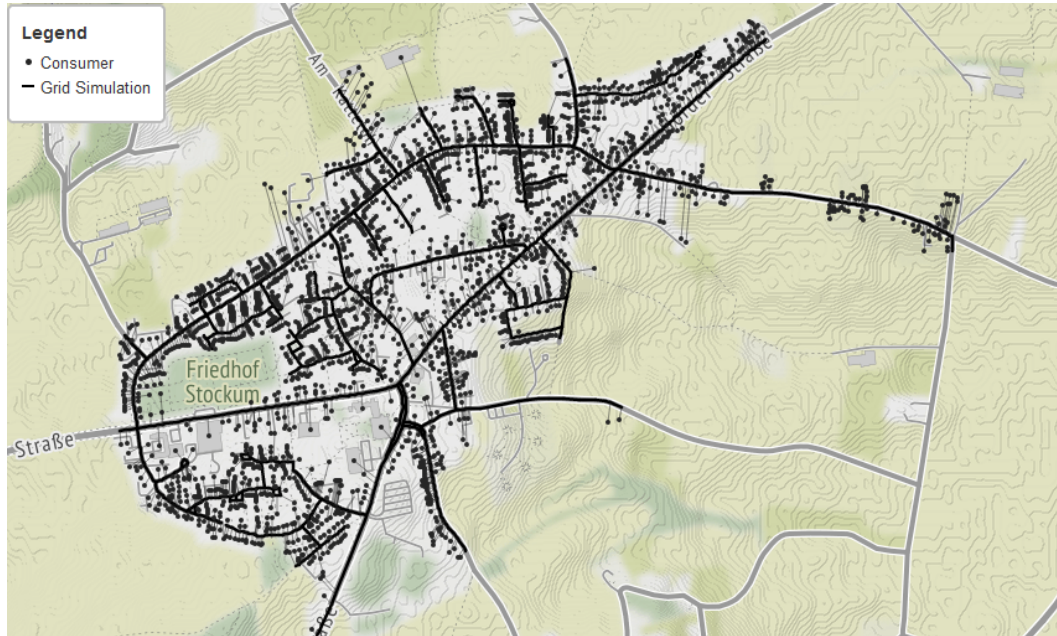 Legend
Consumer
Grid Simulation
Am
Straße
Friedhof
Stockum
Straße